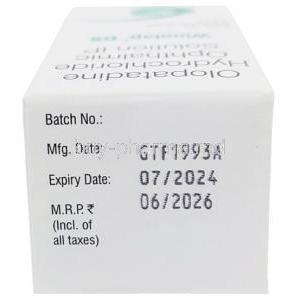 Olopatadine
Hydrochloride
Ophthalmic
Solution IP
Batch No.:
Mfg. Date: GTF1993A
Expiry Date: 07/2024
M.R.P. ₹ 06/2026
(Incl. of
all taxes)